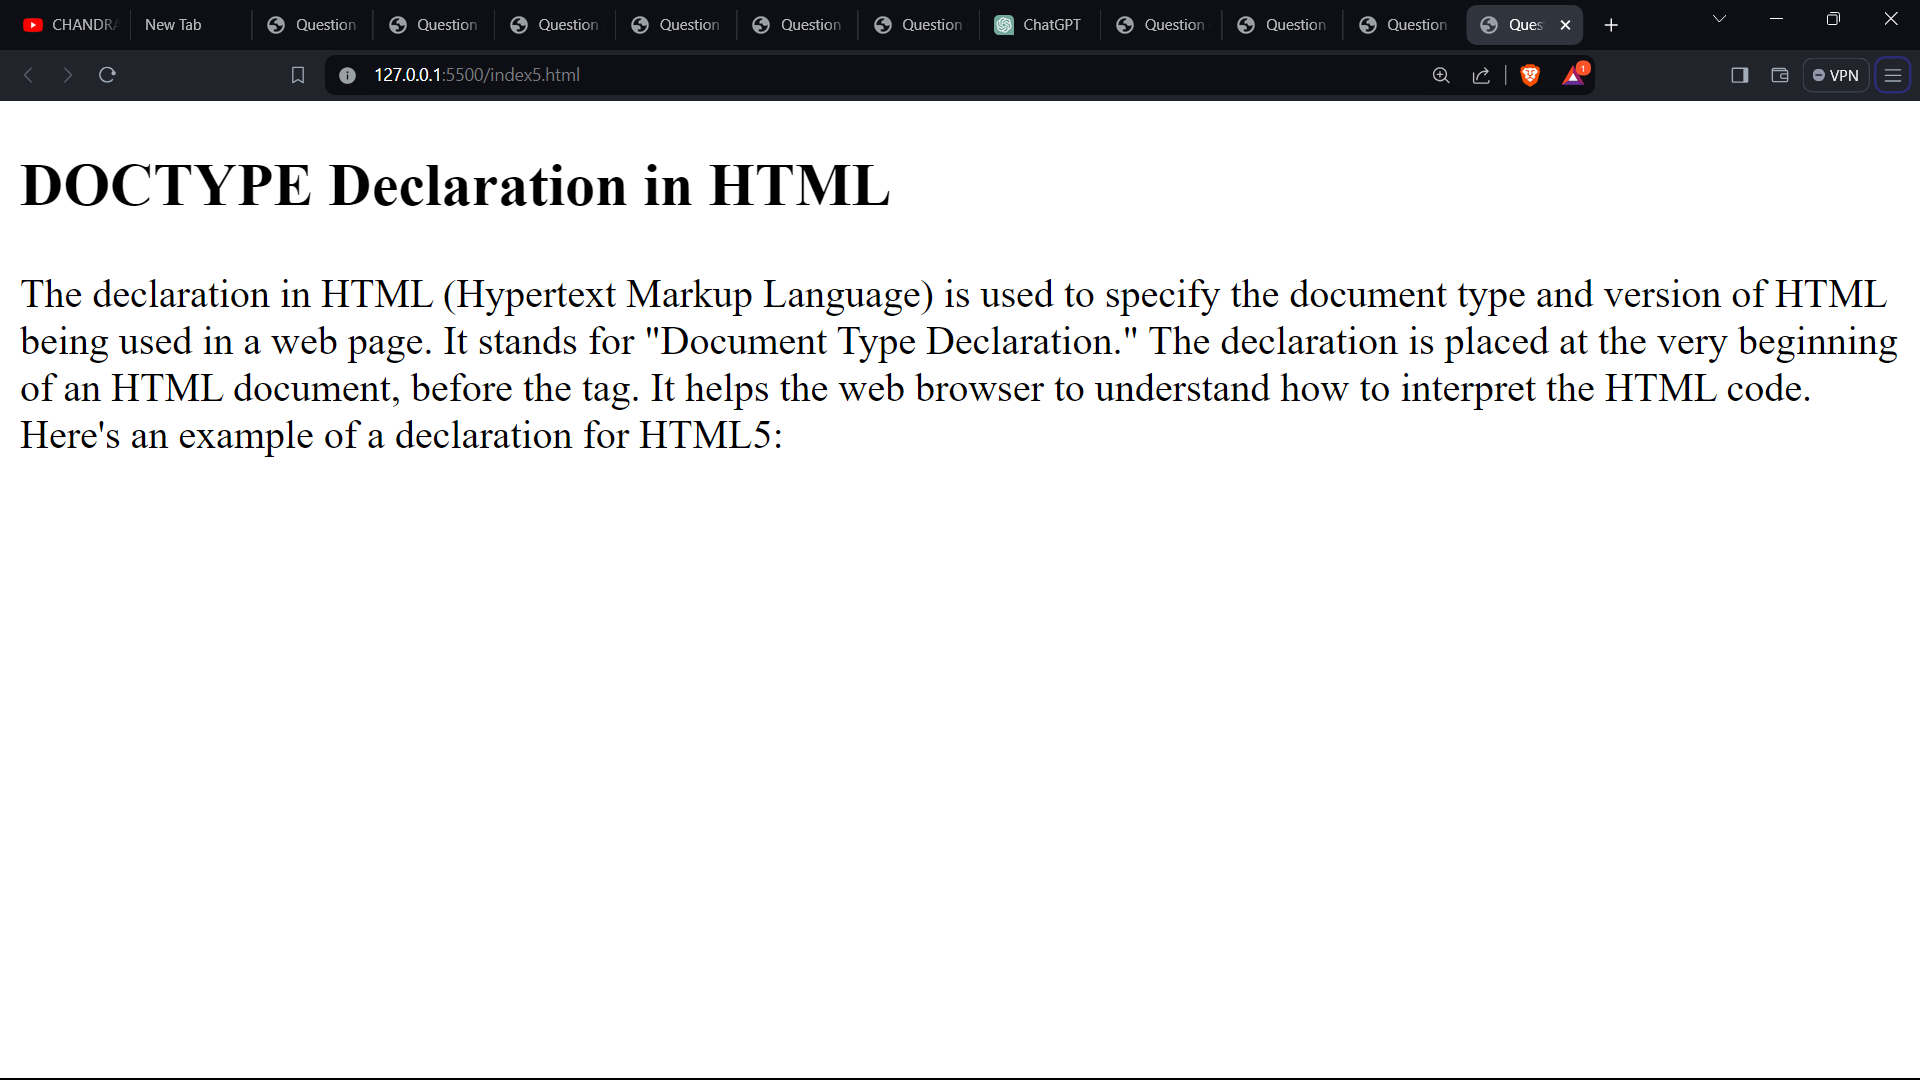 CHANDRA
New Tab
Question
Question
Question
Question
Question
Question
ChatGPT
Question
Question
Question
Ques
127.0.0.1:5500/index5.html
1
VPN
DOCTYPE Declaration in HTML
The declaration in HTML (Hypertext Markup Language) is used to specify the document type and version of HTML
being used in a web page. It stands for "Document Type Declaration." The declaration is placed at the very beginning
of an HTML document, before the tag. It helps the web browser to understand how to interpret the HTML code.
Here's an example of a declaration for HTML5: